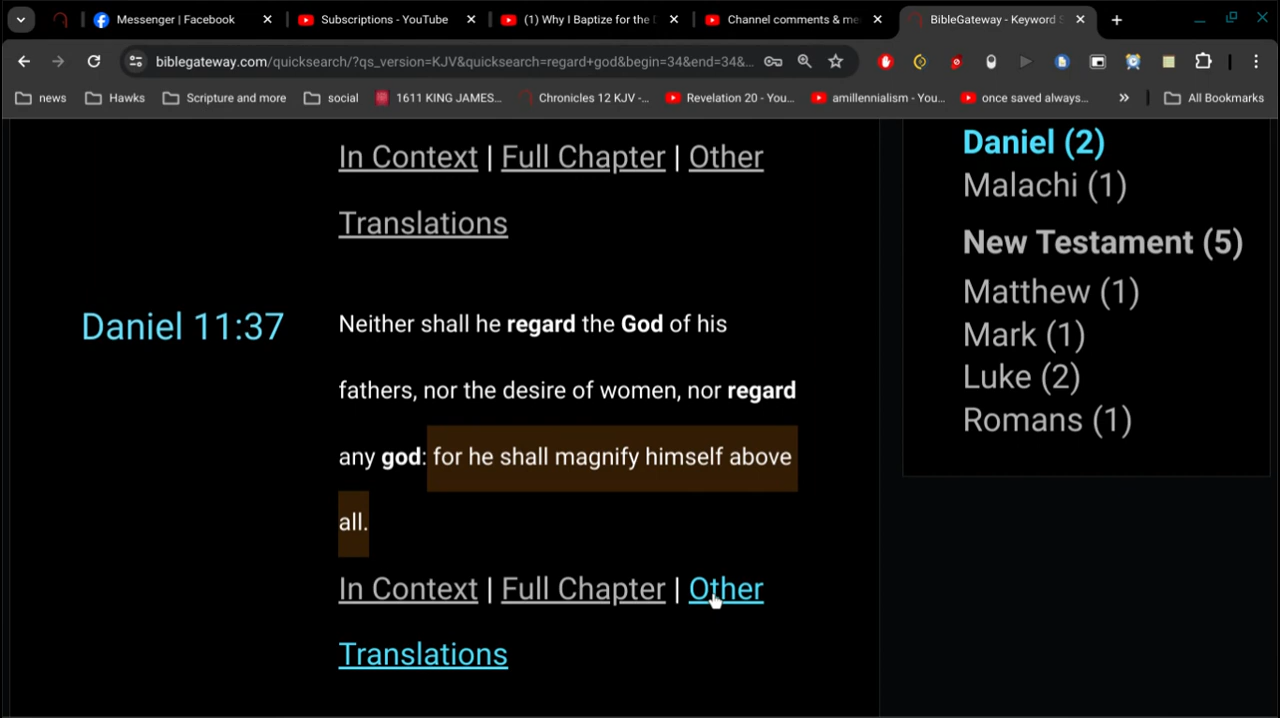 Messenger | Facebook
Subscriptions - YouTube
(1) Why I Baptize for the
Channel comments & me
BibleGateway - Keyword S
biblegateway.com/quicksearch/?qs_version=KJV&quicksearch=regard+god&begin=34&end=34&...
news
Hawks
Scripture and more
social
1611 KING JAMES...
Chronicles 12 KJV -...
Revelation 20 - You...
amillennialism - You...
once saved always...
All Bookmarks
In Context | Full Chapter | Other
Translations
Daniel 11:37
Neither shall he regard the God of his
fathers, nor the desire of women, nor regard
any god: for he shall magnify himself above
all.
In Context | Full Chapter | Other
Translations
Daniel (2)
Malachi (1)
New Testament (5)
Matthew (1)
Mark (1)
Luke (2)
Romans (1)